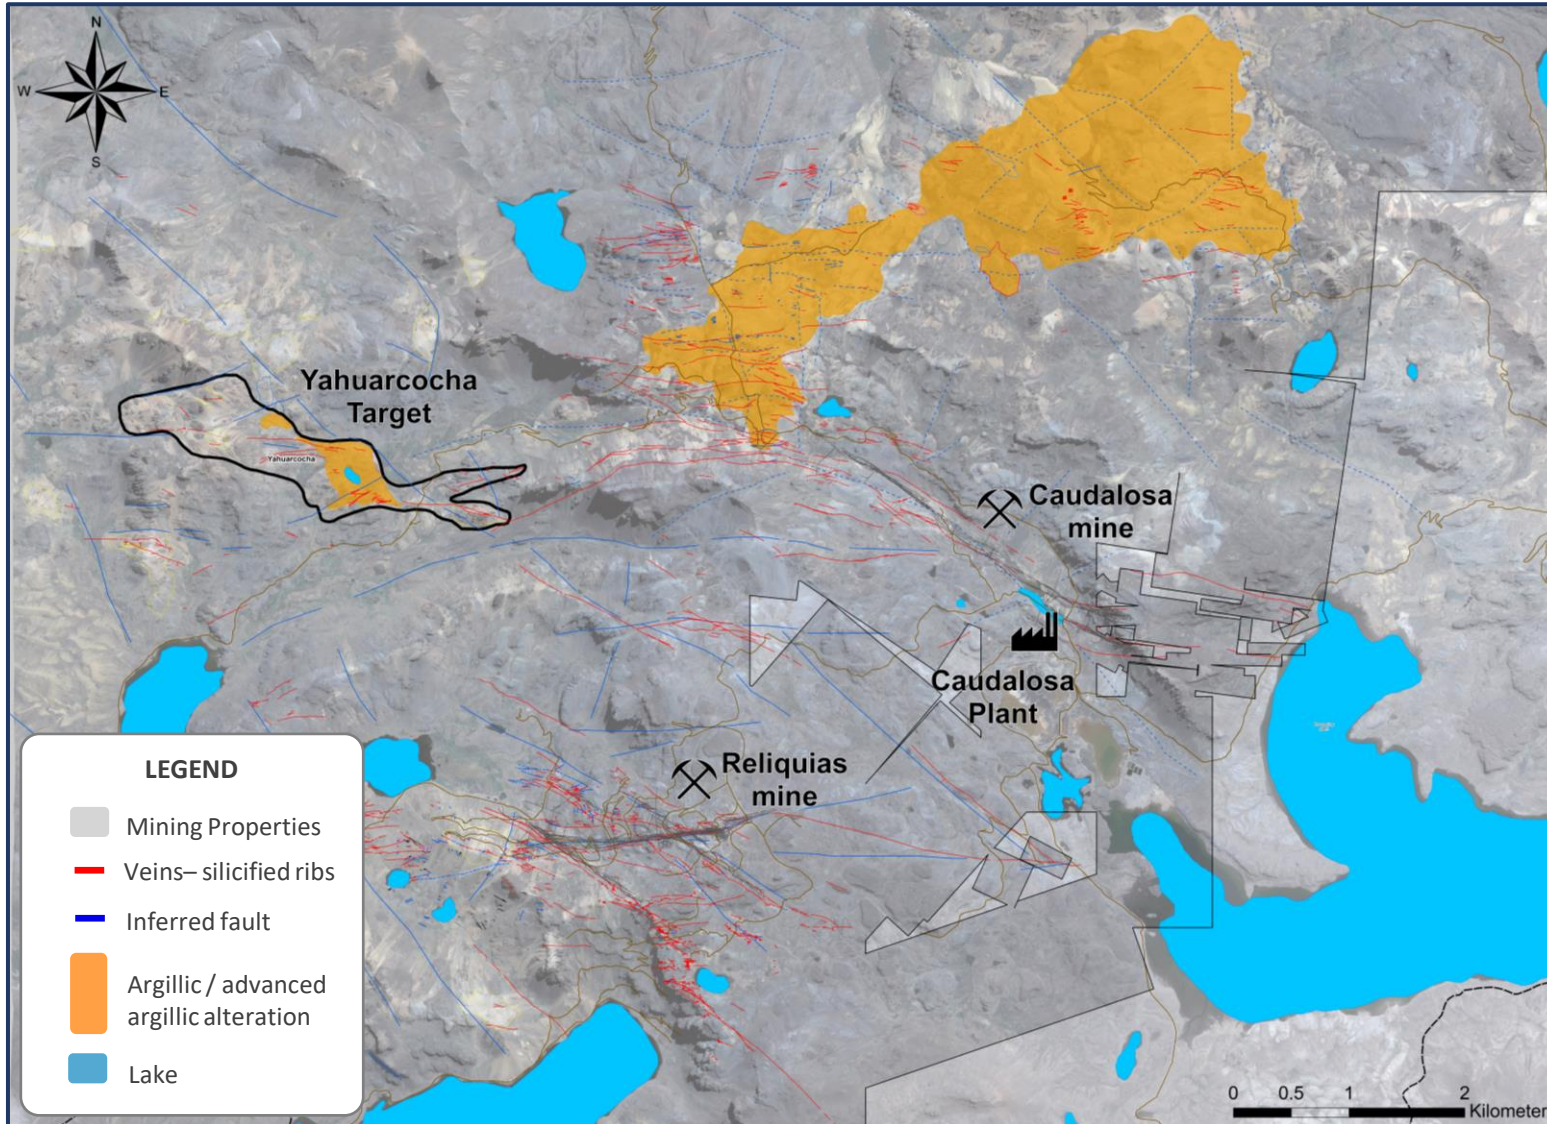 N
W
E
S
Yahuarcocha
Target
Yahuarcocha
Caudalosa
mine
Caudalosa
Plant
Reliquias
mine
LEGEND
Mining Properties
Veins– silicified ribs
Inferred fault
Argillic / advanced
argillic alteration
Lake
0 0.5 1 2
Kilometer